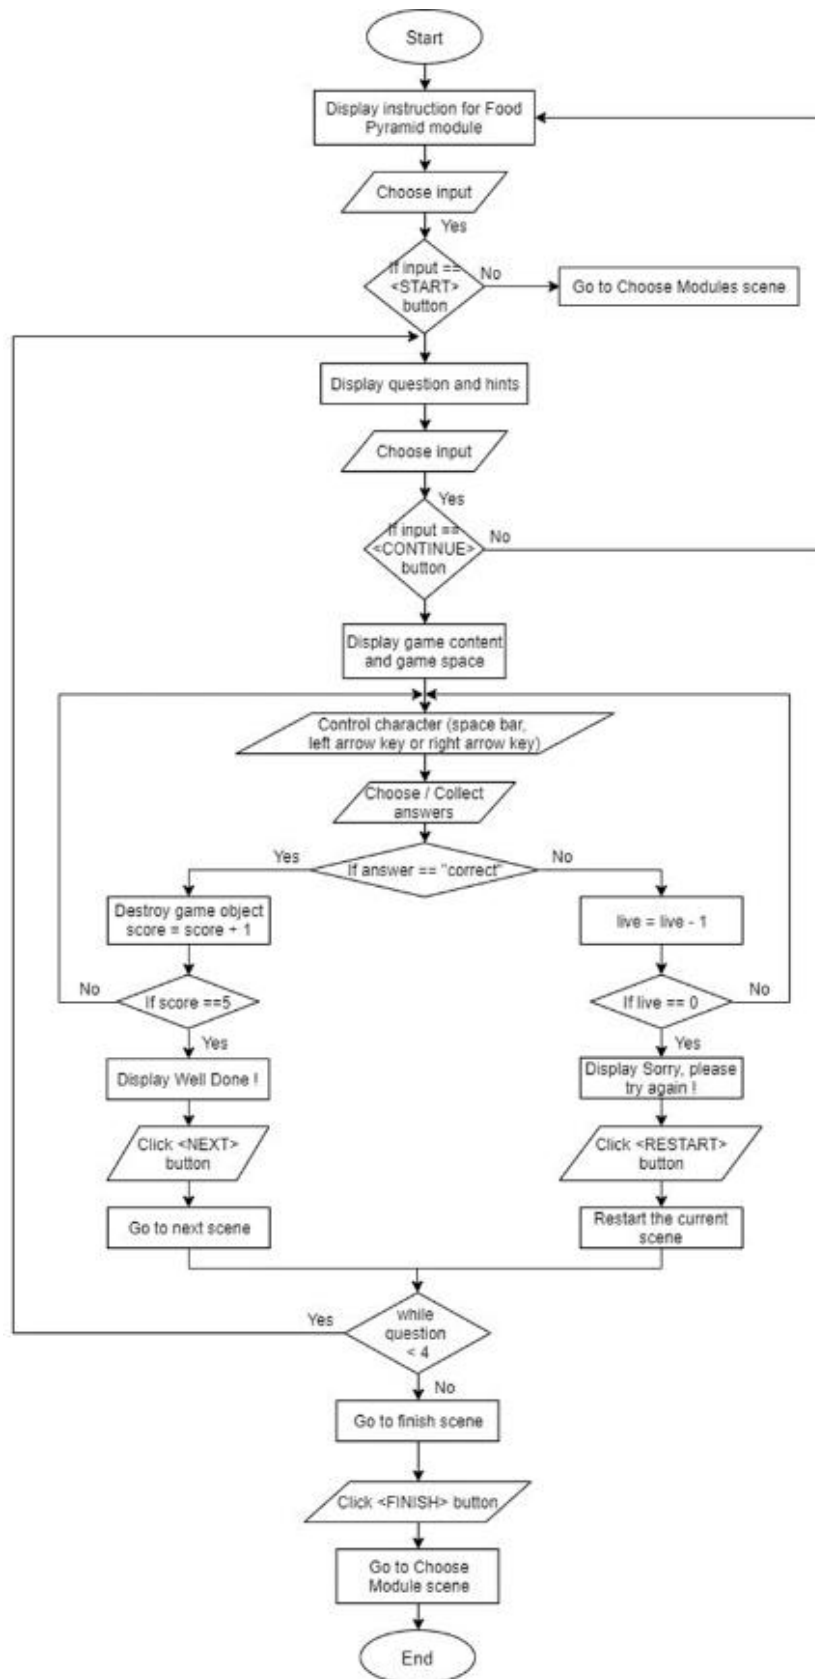 Start
Display instruction for Food
Pyramid module
Choose input
Yes
If input ==
<START>
button
No
Go to Choose Modules scene
Display question and hints
Choose input
Yes
If input ==
<CONTINUE>
button
No
Display game content
and game space
Control character (space bar,
left arrow key or right arrow key)
Choose / Collect
answers
Yes
If answer == "correct"
No
Destroy game object
score = score + 1
live = live - 1
No
If score ==5
If live == 0
No
Yes
Yes
Display Well Done !
Display Sorry, please
try again !
Click <NEXT>
button
Click <RESTART>
button
Go to next scene
Restart the current
scene
Yes
while
question
< 4
No
Go to finish scene
Click <FINISH> button
Go to Choose
Module scene
End